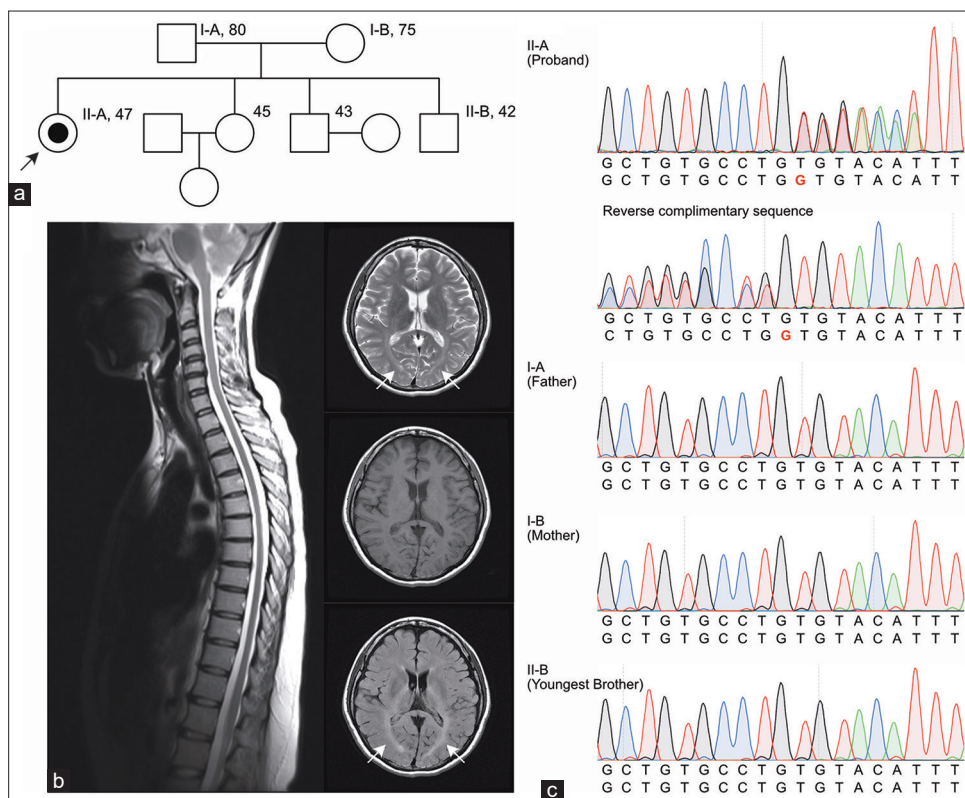 a
I-A, 80
I-B, 75
II-A, 47
45
43
II-B, 42
b
c
II-A
(Proband)
G C T G T G C C T G T G T A C A T T T
G C T G T G C C T G G T G T A C A T T
Reverse complimentary sequence
G C T G T G C C T G T G T A C A T T T
C T G T G C C T G G T G T A C A T T T
I-A
(Father)
G C T G T G C C T G T G T A C A T T T
G C T G T G C C T G T G T A C A T T T
I-B
(Mother)
G C T G T G C C T G T G T A C A T T T
G C T G T G C C T G T G T A C A T T T
II-B
(Youngest Brother)
G C T G T G C C T G T G T A C A T T T
G C T G T G C C T G T G T A C A T T T